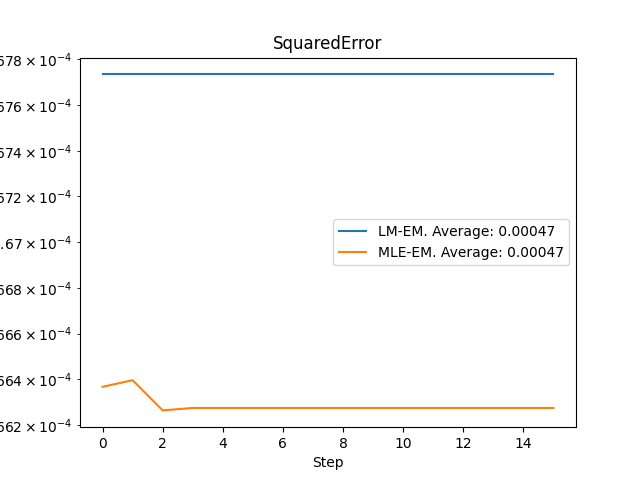 SquaredError
678 × 10⁻⁴
676 × 10⁻⁴
674 × 10⁻⁴
672 × 10⁻⁴
.67 × 10⁻⁴
668 × 10⁻⁴
666 × 10⁻⁴
664 × 10⁻⁴
662 × 10⁻⁴
LM-EM. Average: 0.00047
MLE-EM. Average: 0.00047
0 2 4 6 8 10 12 14
Step